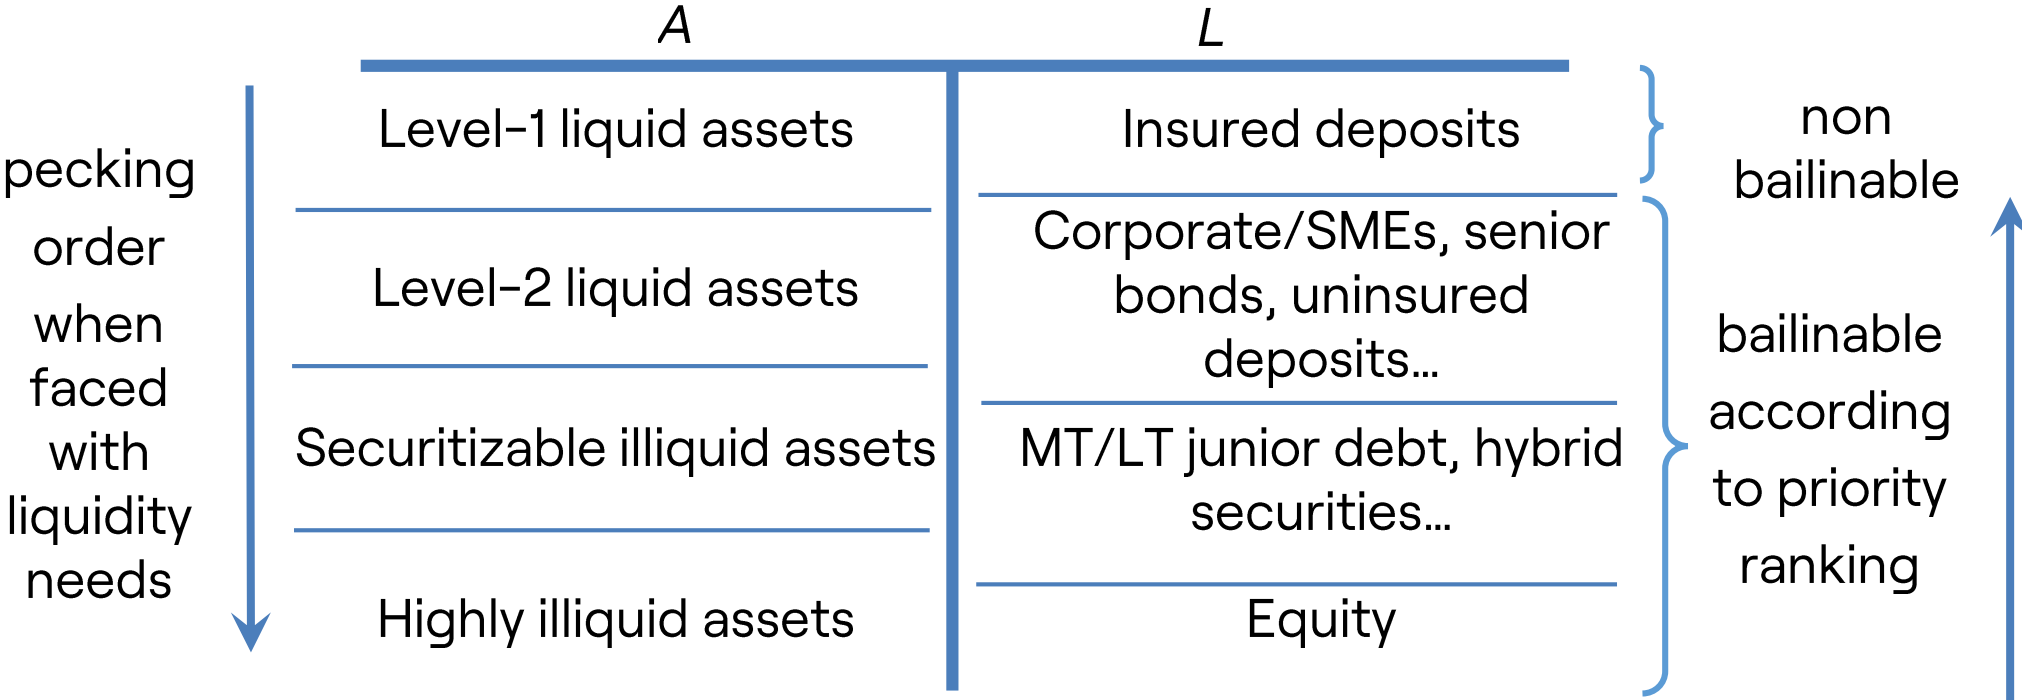 A
L
pecking
order
when
faced
with
liquidity
needs
Level-1 liquid assets
Level-2 liquid assets
Securitizable illiquid assets
Highly illiquid assets
Insured deposits
Corporate/SMEs, senior
bonds, uninsured
deposits...
MT/LT junior debt, hybrid
securities...
Equity
non
bailinable
bailinable
according
to priority
ranking